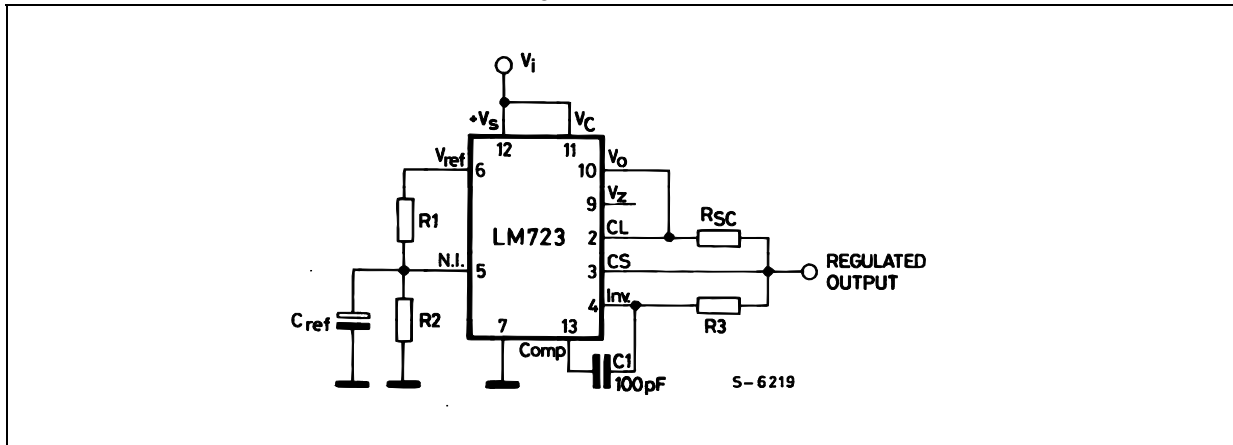 Vi
+Vs
VC
12
11
Vref
6
10
Vo
9
Vz
R1
LM723
2
CL
RSC
N.I.
5
3
CS
REGULATED
OUTPUT
4
Inv.
R3
Cref
R2
7
13
Comp
C1
100pF
S-6219